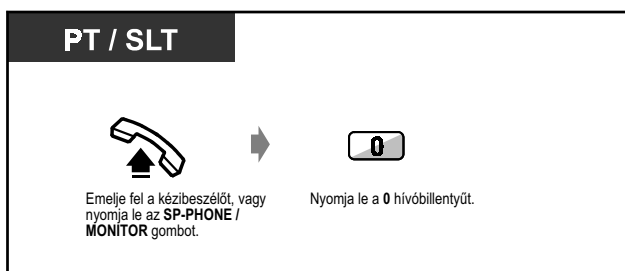 PT / SLT
0
Emelje fel a kézibeszélőt, vagy
nyomja le az SP-PHONE /
MONITOR gombot.
Nyomja le a 0 hívóbillentyűt.